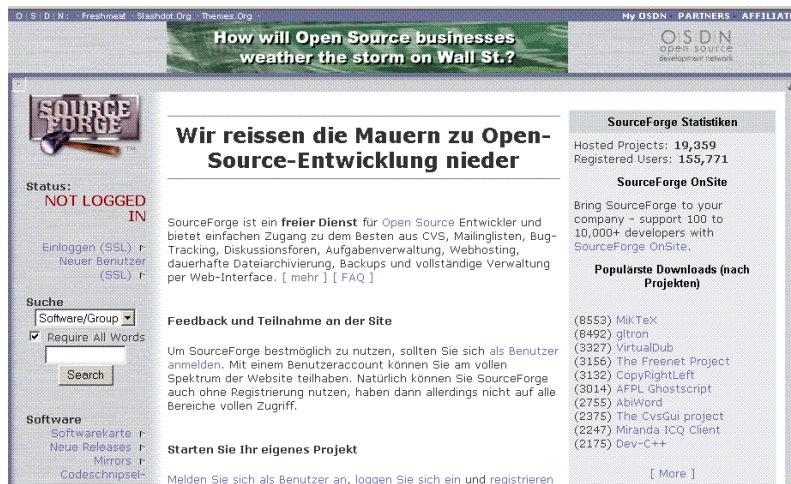 O | S | D | N : · Freshmeat · Slashdot.Org · Themes.Org ·
My OSDN · PARTNERS · AFFILIAT
How will Open Source businesses
weather the storm on Wall St.?
O|S|D|N
open source
development network
SOURCE
FORGE
TM
Status:
NOT LOGGED
IN
Einloggen (SSL)
Neuer Benutzer
(SSL)
Suche
Software/Group
Require All Words
Search
Software
Softwarekarte
Neue Releases
Mirrors
Codeschnipsel-
Wir reissen die Mauern zu Open-
Source-Entwicklung nieder
SourceForge ist ein freier Dienst für Open Source Entwickler und
bietet einfachen Zugang zu dem Besten aus CVS, Mailinglisten, Bug-
Tracking, Diskussionsforen, Aufgabenverwaltung, Webhosting,
dauerhafte Dateiarchivierung, Backups und vollständige Verwaltung
per Web-Interface. [ mehr ] [ FAQ ]
Feedback und Teilnahme an der Site
Um SourceForge bestmöglich zu nutzen, sollten Sie sich als Benutzer
anmelden. Mit einem Benutzeraccount können Sie am vollen
Spektrum der Website teilhaben. Natürlich können Sie SourceForge
auch ohne Registrierung nutzen, haben dann allerdings nicht auf alle
Bereiche vollen Zugriff.
Starten Sie Ihr eigenes Projekt
Melden Sie sich als Benutzer an, loggen Sie sich ein und registrieren
SourceForge Statistiken
Hosted Projects: 19,359
Registered Users: 155,771
SourceForge OnSite
Bring SourceForge to your
company - support 100 to
10,000+ developers with
SourceForge OnSite.
Populärste Downloads (nach
Projekten)
(8553) MiKTeX
(8492) gltron
(3327) VirtualDub
(3156) The Freenet Project
(3132) CopyRightLeft
(3014) AFPL Ghostscript
(2755) AbiWord
(2375) The CvsGui project
(2247) Miranda ICQ Client
(2175) Dev-C++
[ More ]